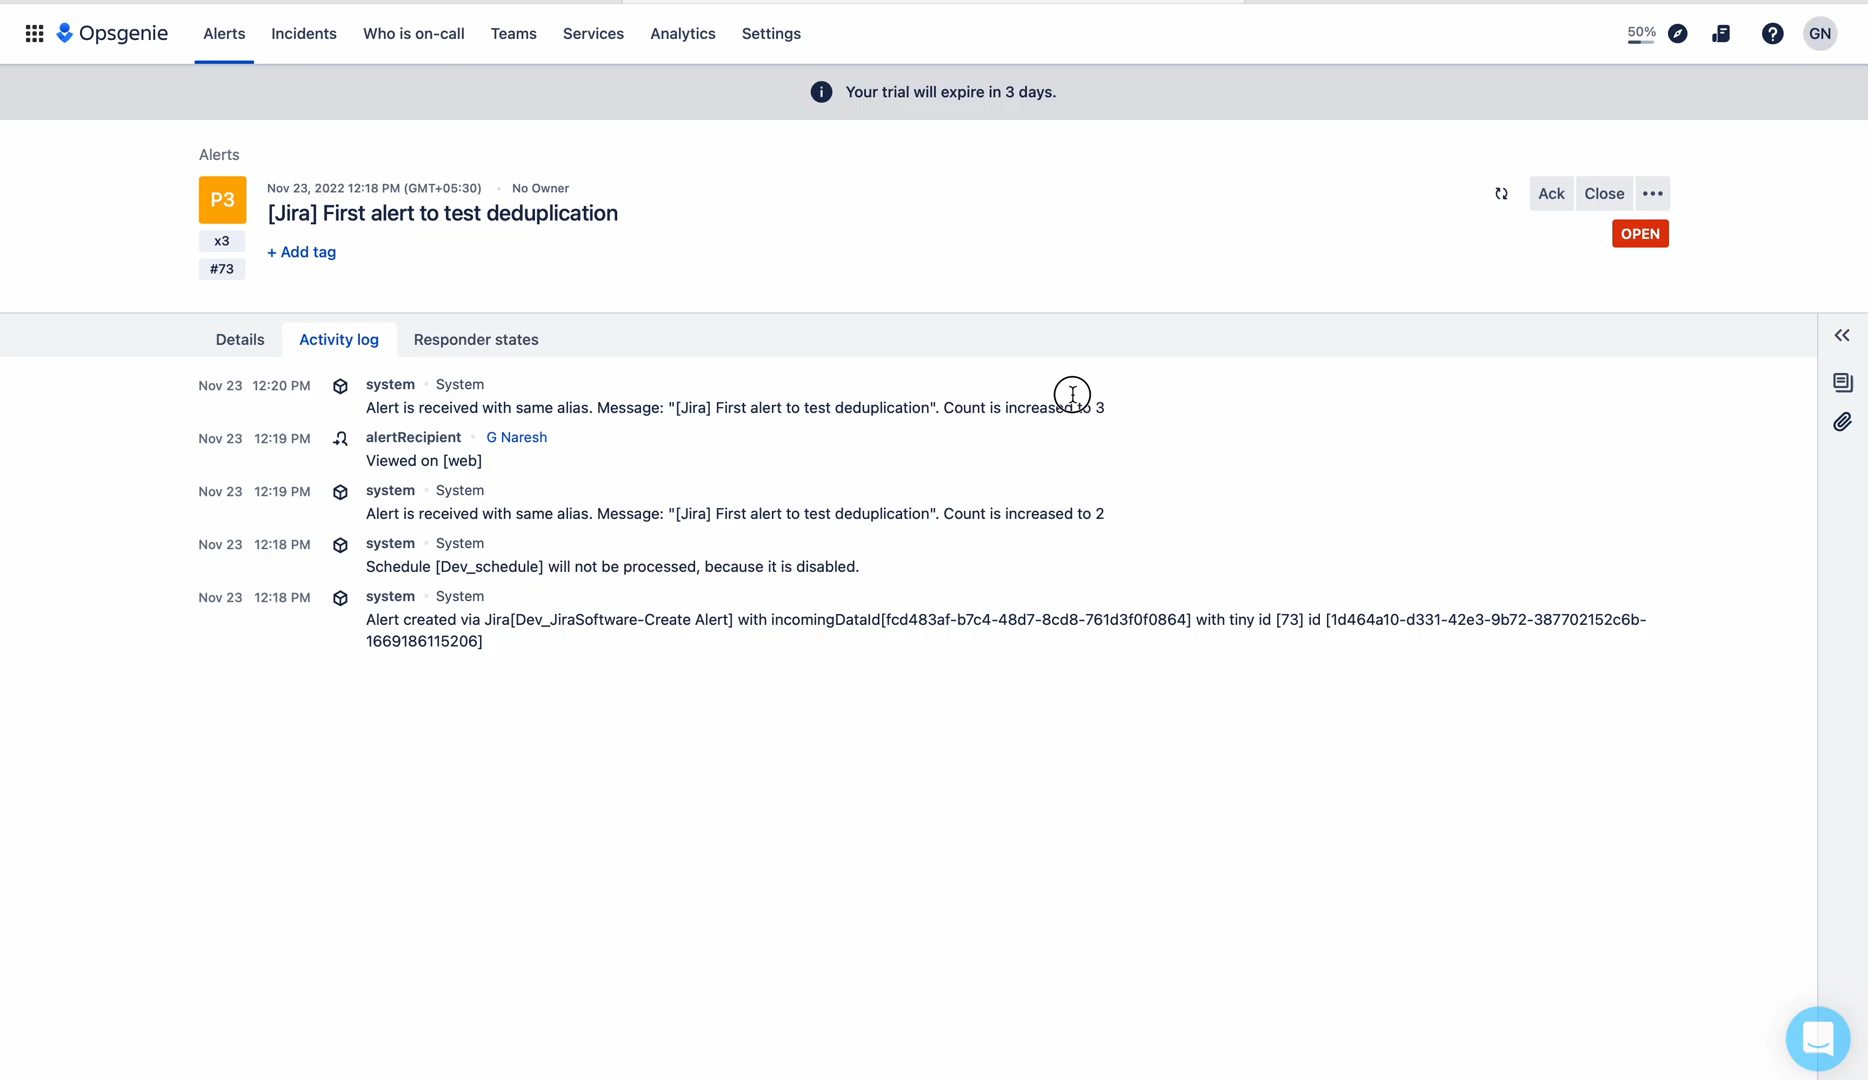 Opsgenie Alerts Incidents Who is on-call Teams Services Analytics Settings 50% GN
Your trial will expire in 3 days.
Alerts
P3
Nov 23, 2022 12:18 PM (GMT+05:30) • No Owner
[Jira] First alert to test deduplication
x3
#73
+ Add tag
Ack Close
OPEN
Details Activity log Responder states
Nov 23 12:20 PM system • System
Alert is received with same alias. Message: "[Jira] First alert to test deduplication". Count is increased to 3
Nov 23 12:19 PM alertRecipient • G Naresh
Viewed on [web]
Nov 23 12:19 PM system • System
Alert is received with same alias. Message: "[Jira] First alert to test deduplication". Count is increased to 2
Nov 23 12:18 PM system • System
Schedule [Dev_schedule] will not be processed, because it is disabled.
Nov 23 12:18 PM system • System
Alert created via Jira[Dev_JiraSoftware-Create Alert] with incomingDataId[fcd483af-b7c4-48d7-8cd8-761d3f0f0864] with tiny id [73] id [1d464a10-d331-42e3-9b72-387702152c6b-
1669186115206]